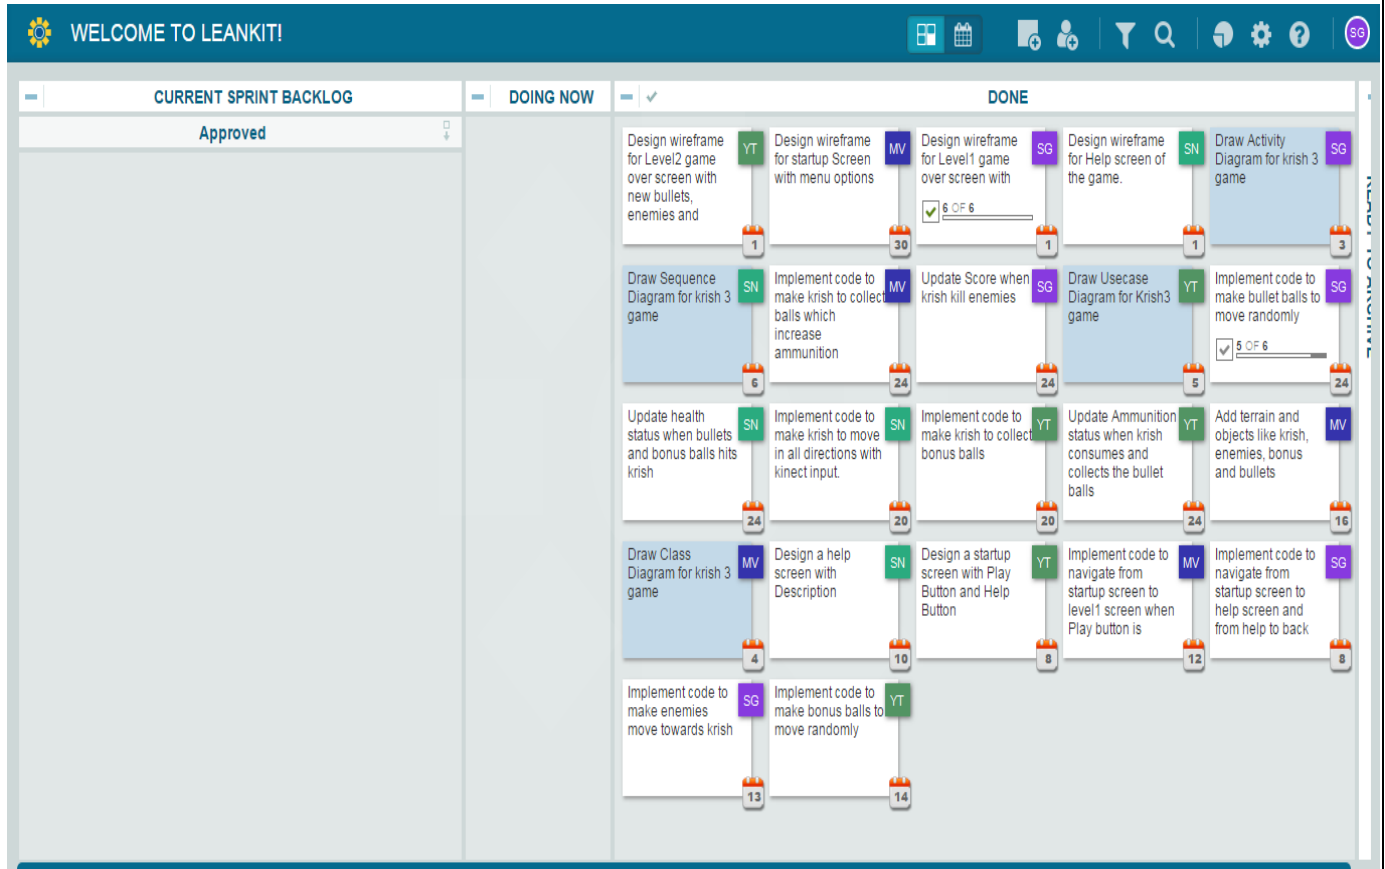 WELCOME TO LEANKIT!
SG
CURRENT SPRINT BACKLOG
DOING NOW
DONE
Approved
Design wireframe
for Level2 game
over screen with
new bullets,
enemies and
YT
1
Design wireframe
for startup Screen
with menu options
MV
30
Design wireframe
for Level1 game
over screen with
SG
6 OF 6
1
Design wireframe
for Help screen of
the game.
SN
1
Draw Activity
Diagram for krish 3
game
SG
3
Draw Sequence
Diagram for krish 3
game
SN
6
Implement code to
make krish to collect
balls which
increase
ammunition
MV
24
Update Score when
krish kill enemies
SG
24
Draw Usecase
Diagram for Krish3
game
YT
5
Implement code to
make bullet balls to
move randomly
SG
5 OF 6
24
Update health
status when bullets
and bonus balls hits
krish
SN
24
Implement code to
make krish to move
in all directions with
kinect input.
SN
20
Implement code to
make krish to collect
bonus balls
YT
20
Update Ammunition
status when krish
consumes and
collects the bullet
balls
YT
24
Add terrain and
objects like krish,
enemies, bonus
and bullets
MV
16
Draw Class
Diagram for krish 3
game
MV
4
Design a help
screen with
Description
SN
10
Design a startup
screen with Play
Button and Help
Button
YT
8
Implement code to
navigate from
startup screen to
level1 screen when
Play button is
MV
12
Implement code to
navigate from
startup screen to
help screen and
from help to back
SG
8
Implement code to
make enemies
move towards krish
SG
13
Implement code to
make bonus balls to
move randomly
YT
14
READY TO ARCHIVE